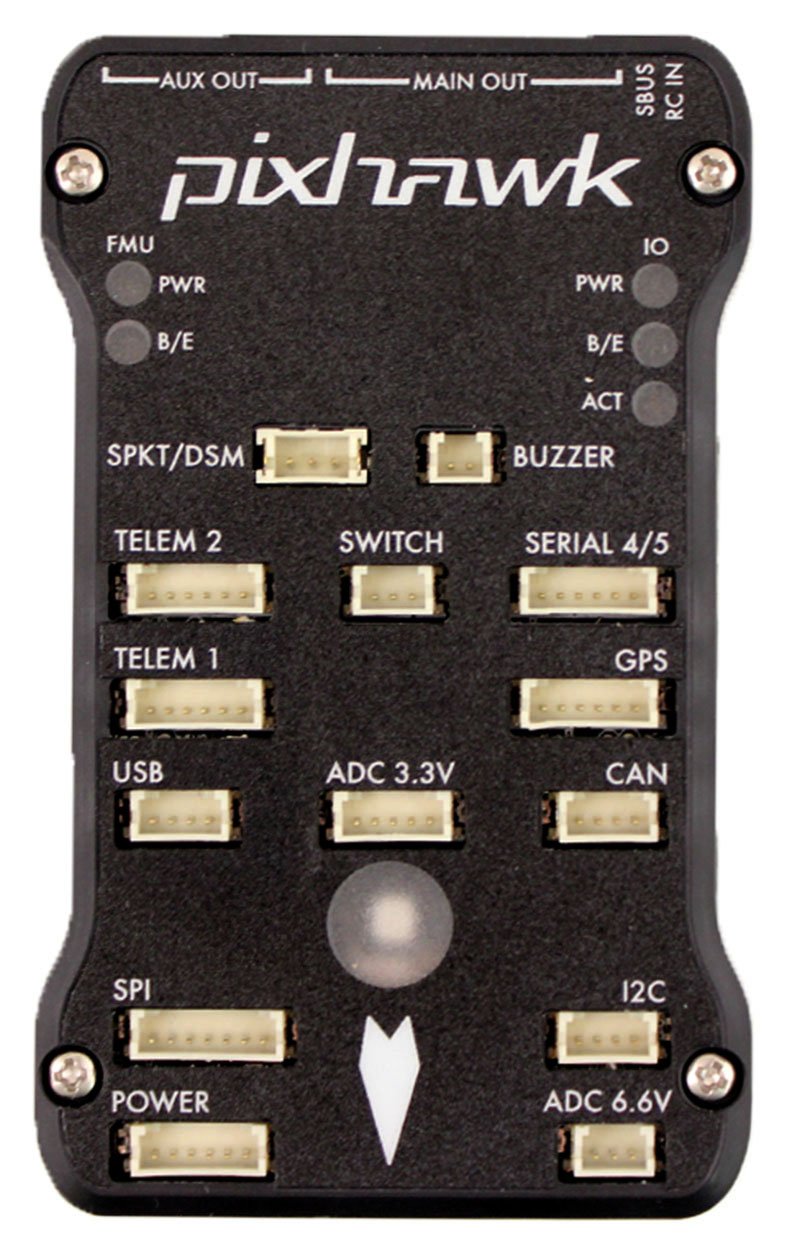 AUX OUT MAIN OUT SBUS
RC IN
pixhawk
FMU IO
PWR PWR
B/E B/E
ACT
SPKT/DSM BUZZER
TELEM 2 SWITCH SERIAL 4/5
TELEM 1 GPS
USB ADC 3.3V CAN
SPI I2C
POWER ADC 6.6V